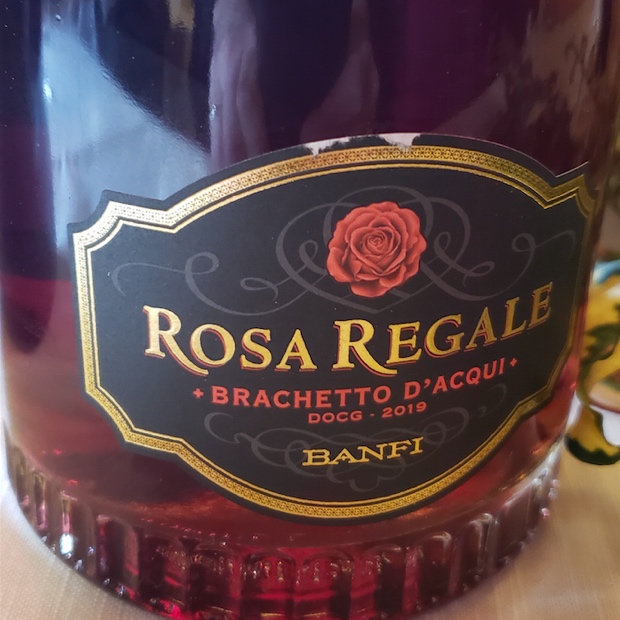 ROSA REGALE
+ BRACHETTO D'ACQUI +
DOCG - 2019
BANFI